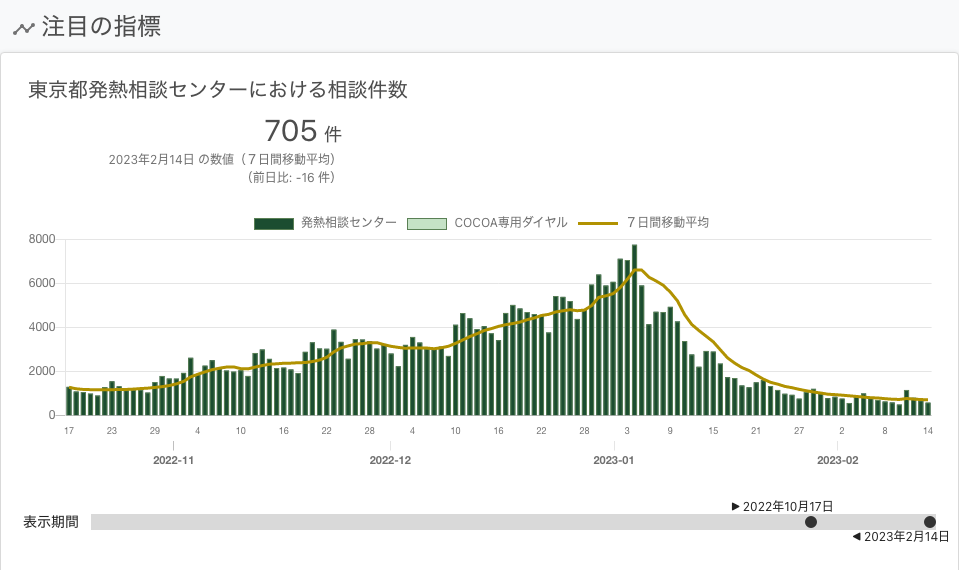 注目の指標
東京都発熱相談センターにおける相談件数
705 件
2023年2月14日 の数値（７日間移動平均）
（前日比: -16 件）
発熱相談センター COCOA専用ダイヤル ７日間移動平均
8000
6000
4000
2000
0
17 23 29 4 10 16 22 28 4 10 16 22 28 3 9 15 21 27 2 8 14
2022-11 2022-12 2023-01 2023-02
▶ 2022年10月17日
表示期間
◀ 2023年2月14日